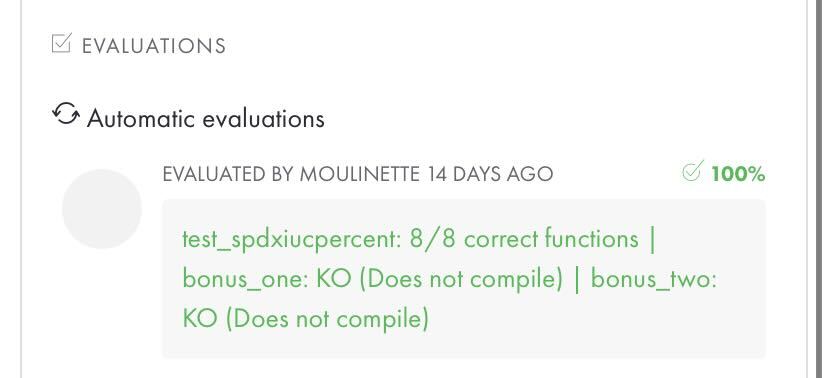 EVALUATIONS
Automatic evaluations
EVALUATED BY MOULINETTE 14 DAYS AGO
100%
test_spdxiucpercent: 8/8 correct functions |
bonus_one: KO (Does not compile) | bonus_two:
KO (Does not compile)